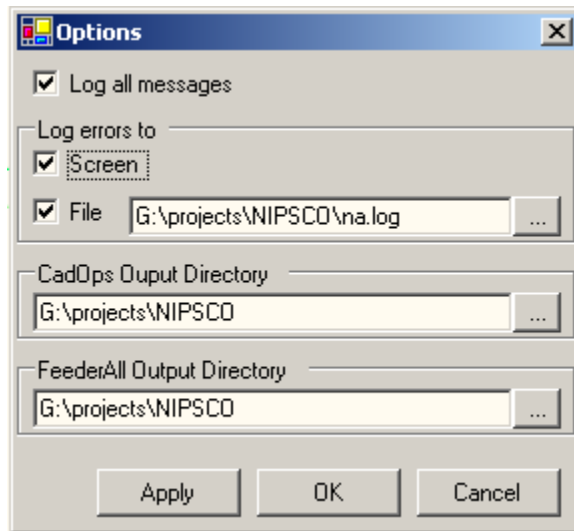 Options
Log all messages
Log errors to
Screen
File G:\projects\NIPSCO\na.log ...
CadOps Ouput Directory
G:\projects\NIPSCO ...
FeederAll Output Directory
G:\projects\NIPSCO ...
Apply OK Cancel